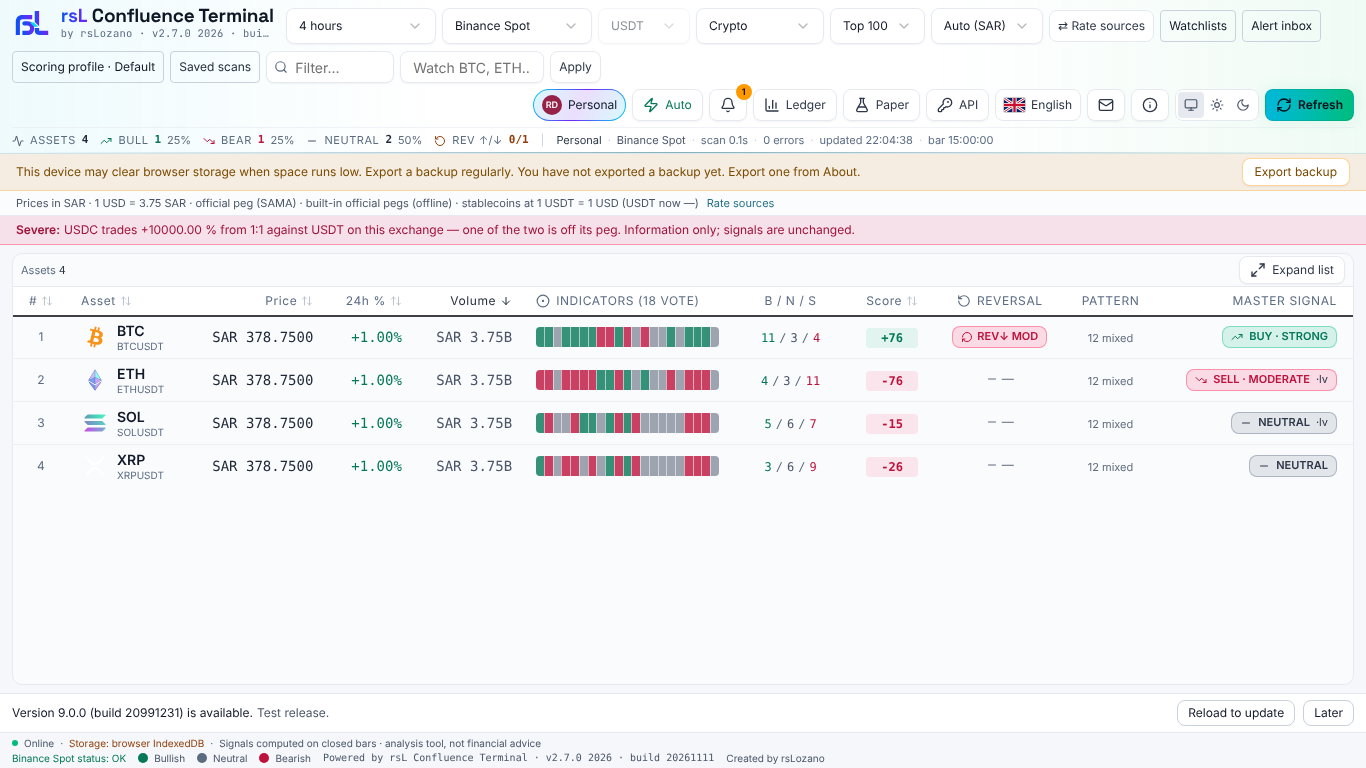 rsL Confluence Terminal
by rsLozano · v2.7.0 2026 · bui…
4 hours
Binance Spot
USDT
Crypto
Top 100
Auto (SAR)
⇄ Rate sources
Watchlists
Alert inbox
Scoring profile · Default
Saved scans
Filter...
Watch BTC, ETH..
Apply
RD Personal
Auto
1
Ledger
Paper
API
English
Refresh
ASSETS 4 BULL 1 25% BEAR 1 25% NEUTRAL 2 50% REV ↑/↓ 0/1 Personal · Binance Spot · scan 0.1s · 0 errors · updated 22:04:38 · bar 15:00:00
This device may clear browser storage when space runs low. Export a backup regularly. You have not exported a backup yet. Export one from About.
Export backup
Prices in SAR · 1 USD = 3.75 SAR · official peg (SAMA) · built-in official pegs (offline) · stablecoins at 1 USDT = 1 USD (USDT now —) Rate sources
Severe: USDC trades +10000.00 % from 1:1 against USDT on this exchange — one of the two is off its peg. Information only; signals are unchanged.
Assets 4
Expand list
# Asset Price 24h % Volume ↓ INDICATORS (18 VOTE) B / N / S Score REVERSAL PATTERN MASTER SIGNAL
1 BTC BTCUSDT SAR 378.7500 +1.00% SAR 3.75B 11 / 3 / 4 +76 REV↓ MOD 12 mixed BUY · STRONG
2 ETH ETHUSDT SAR 378.7500 +1.00% SAR 3.75B 4 / 3 / 11 -76 — — 12 mixed SELL · MODERATE ·lv
3 SOL SOLUSDT SAR 378.7500 +1.00% SAR 3.75B 5 / 6 / 7 -15 — — 12 mixed NEUTRAL ·lv
4 XRP XRPUSDT SAR 378.7500 +1.00% SAR 3.75B 3 / 6 / 9 -26 — — 12 mixed NEUTRAL
Version 9.0.0 (build 20991231) is available. Test release.
Reload to update
Later
Online · Storage: browser IndexedDB · Signals computed on closed bars · analysis tool, not financial advice
Binance Spot status: OK Bullish Neutral Bearish Powered by rsL Confluence Terminal · v2.7.0 2026 · build 20261111 Created by rsLozano